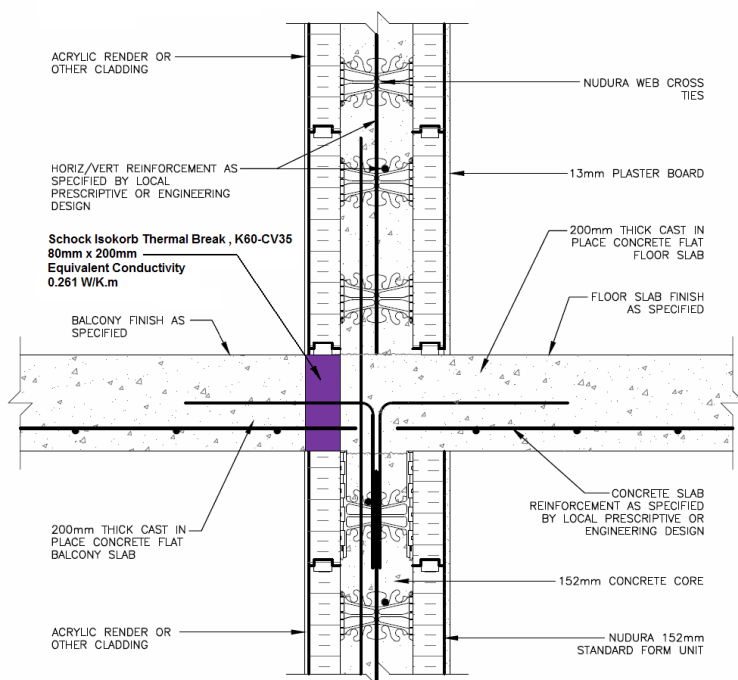 ACRYLIC RENDER OR
OTHER CLADDING
NUDURA WEB CROSS
TIES
HORIZ/VERT REINFORCEMENT AS
SPECIFIED BY LOCAL
PRESCRIPTIVE OR ENGINEERING
DESIGN
13mm PLASTER BOARD
Schock Isokorb Thermal Break , K60-CV35
80mm x 200mm
Equivalent Conductivity
0.261 W/K.m
200mm THICK CAST IN
PLACE CONCRETE FLAT
FLOOR SLAB
BALCONY FINISH AS
SPECIFIED
FLOOR SLAB FINISH
AS SPECIFIED
200mm THICK CAST IN
PLACE CONCRETE FLAT
BALCONY SLAB
CONCRETE SLAB
REINFORCEMENT AS SPECIFIED
BY LOCAL PRESCRIPTIVE OR
ENGINEERING DESIGN
152mm CONCRETE CORE
ACRYLIC RENDER OR
OTHER CLADDING
NUDURA 152mm
STANDARD FORM UNIT